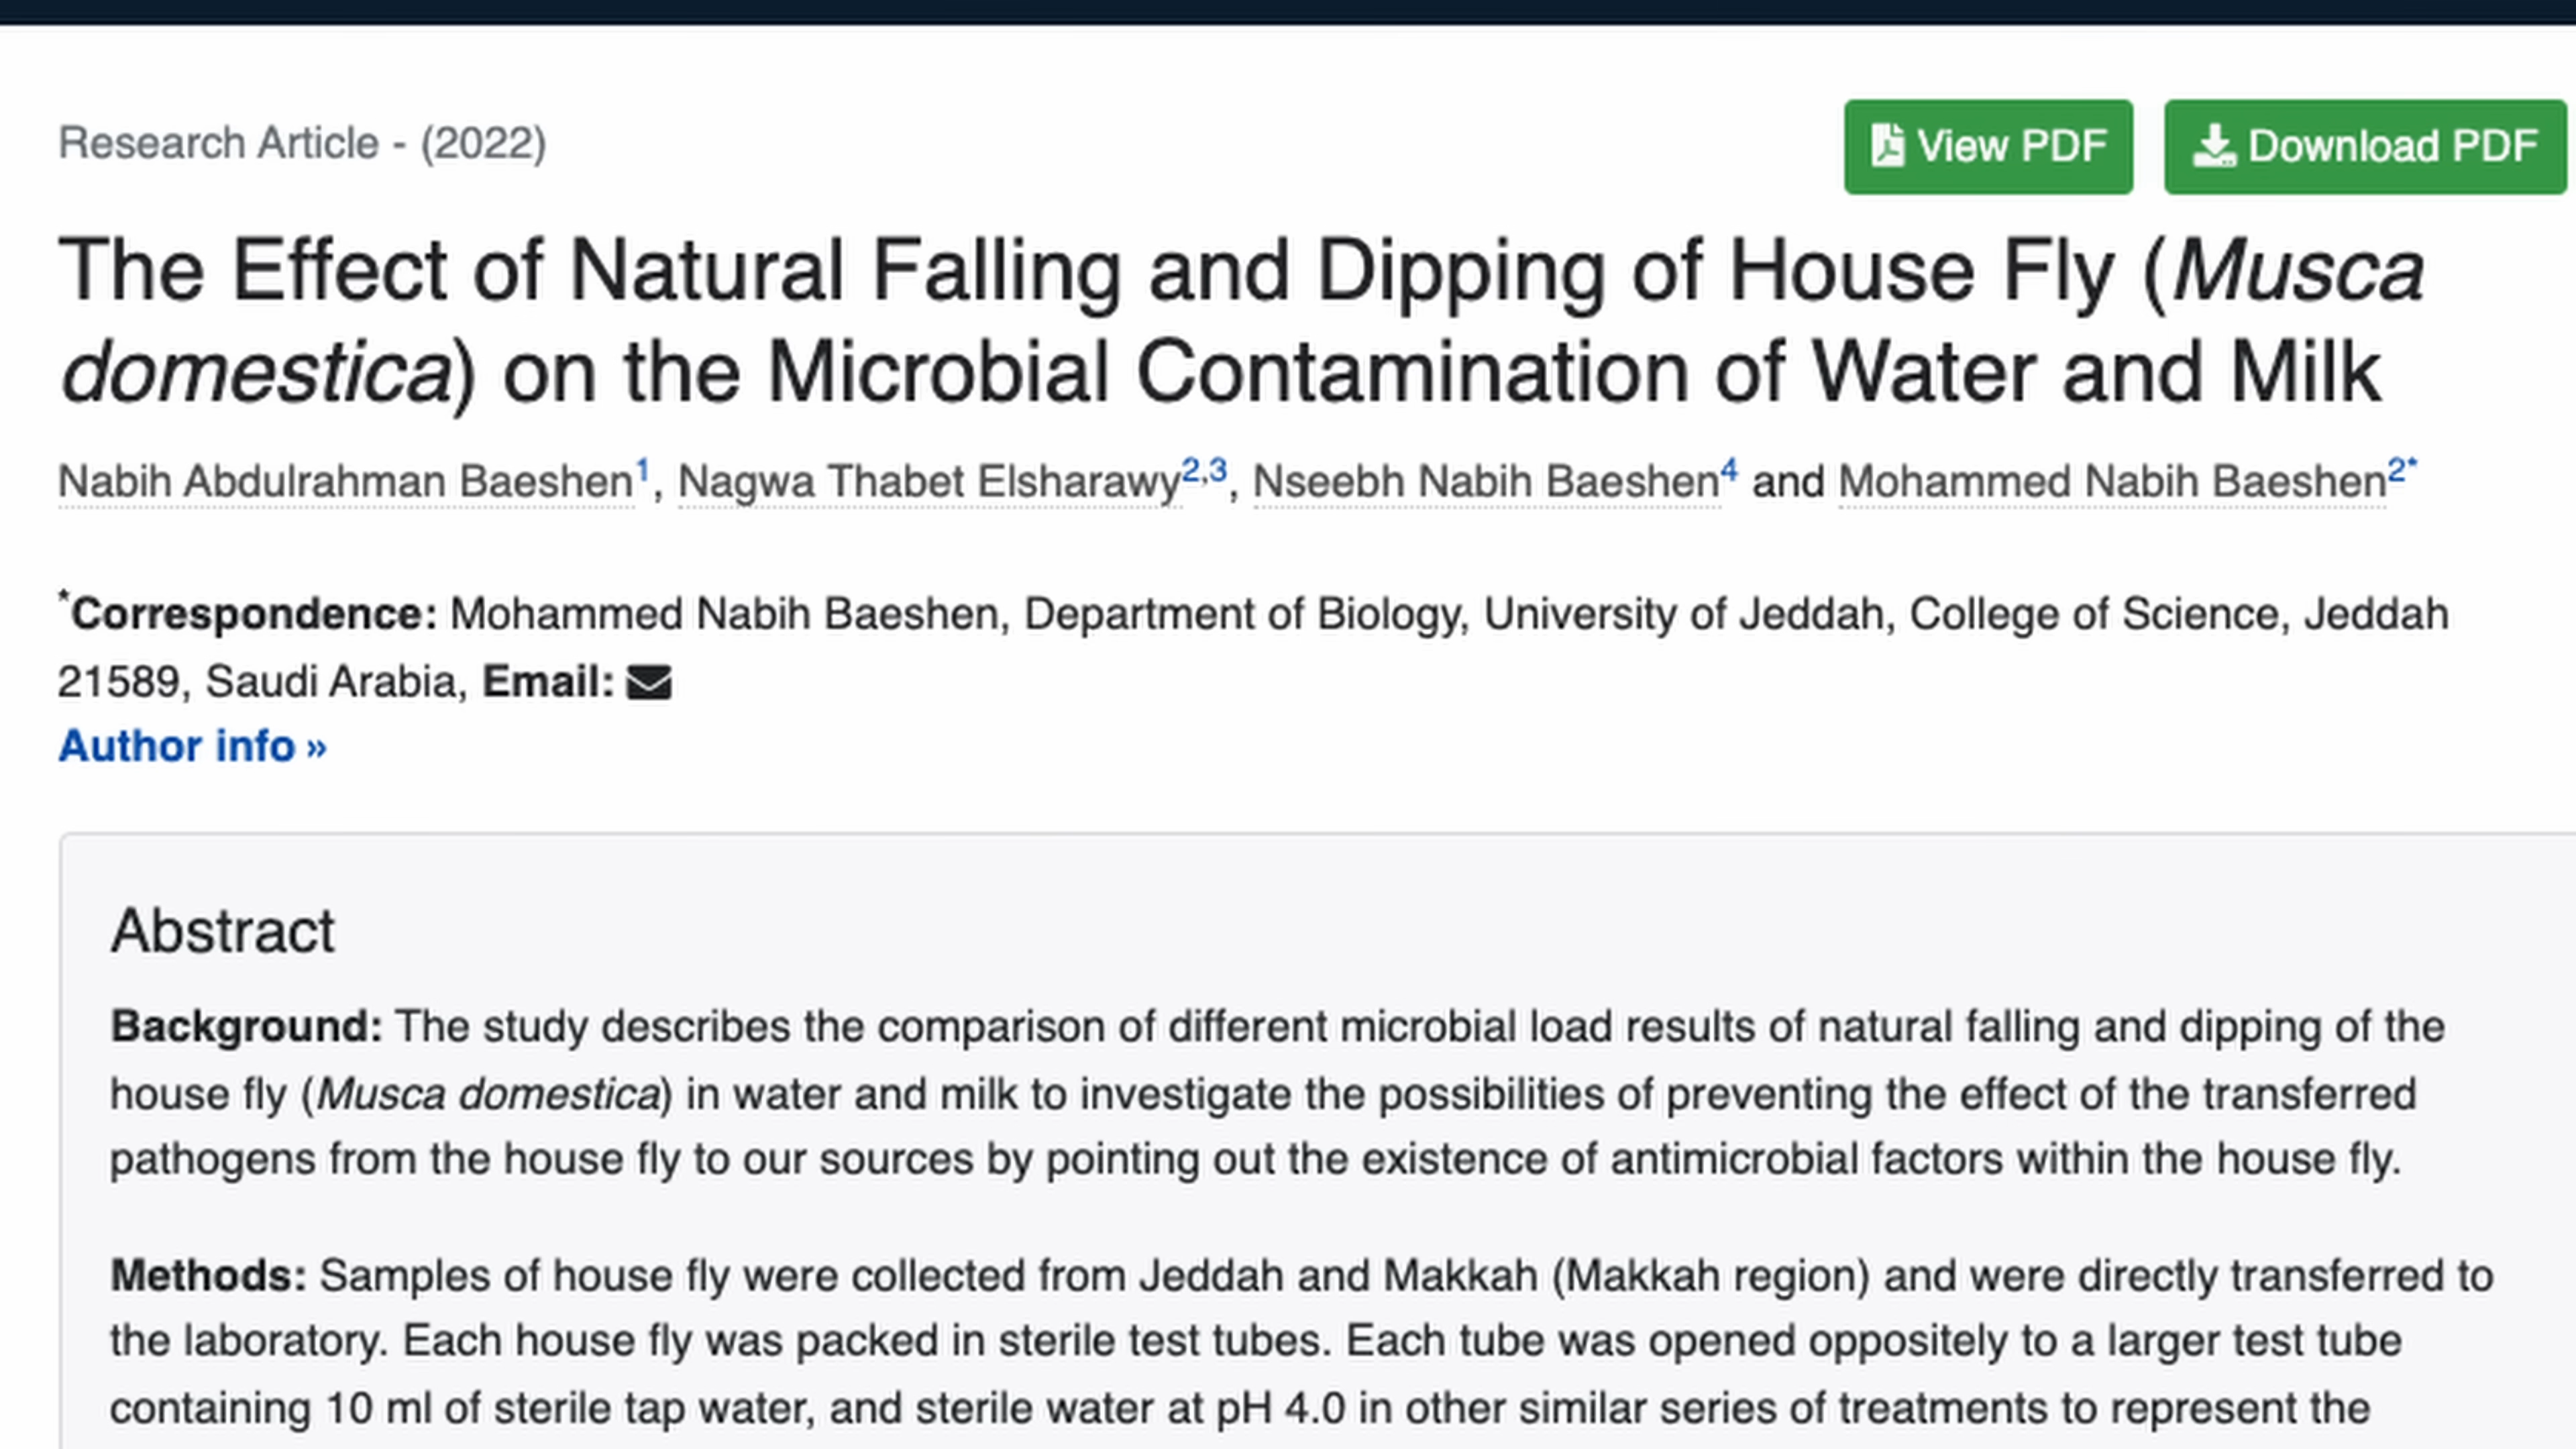 Research Article - (2022)
View PDF
Download PDF
The Effect of Natural Falling and Dipping of House Fly (Musca
domestica) on the Microbial Contamination of Water and Milk
Nabih Abdulrahman Baeshen1, Nagwa Thabet Elsharawy2,3, Nseebh Nabih Baeshen4 and Mohammed Nabih Baeshen2*
*Correspondence: Mohammed Nabih Baeshen, Department of Biology, University of Jeddah, College of Science, Jeddah
21589, Saudi Arabia, Email:
Author info »
Abstract
Background: The study describes the comparison of different microbial load results of natural falling and dipping of the
house fly (Musca domestica) in water and milk to investigate the possibilities of preventing the effect of the transferred
pathogens from the house fly to our sources by pointing out the existence of antimicrobial factors within the house fly.
Methods: Samples of house fly were collected from Jeddah and Makkah (Makkah region) and were directly transferred to
the laboratory. Each house fly was packed in sterile test tubes. Each tube was opened oppositely to a larger test tube
containing 10 ml of sterile tap water, and sterile water at pH 4.0 in other similar series of treatments to represent the